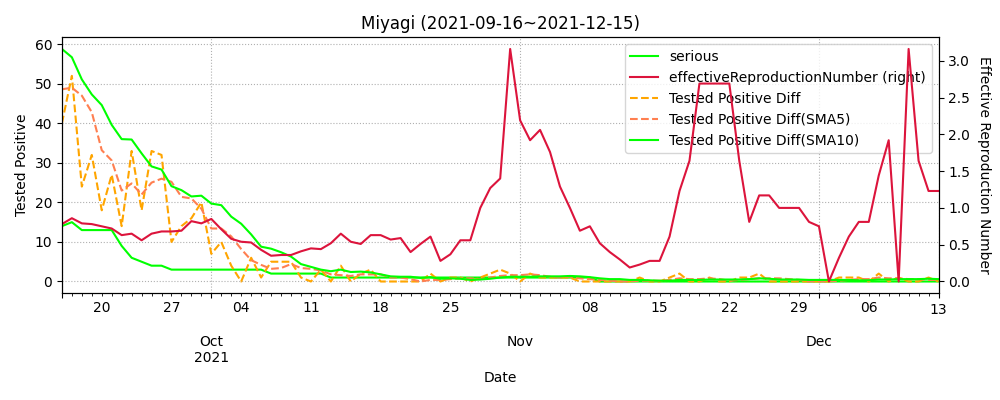 Miyagi (2021-09-16~2021-12-15)
serious
effectiveReproductionNumber (right)
Tested Positive Diff
Tested Positive Diff(SMA5)
Tested Positive Diff(SMA10)
Tested Positive
60
50
40
30
20
10
0
Effective Reproduction Number
3.0
2.5
2.0
1.5
1.0
0.5
0.0
20 27 04 11 18 25 08 15 22 29 06 13
Oct Nov Dec
2021
Date